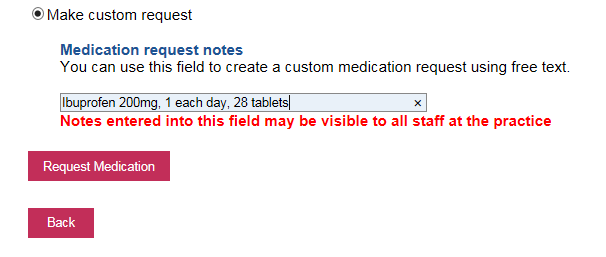 Make custom request
Medication request notes
You can use this field to create a custom medication request using free text.
Ibuprofen 200mg, 1 each day, 28 tablets
Notes entered into this field may be visible to all staff at the practice
Request Medication
Back